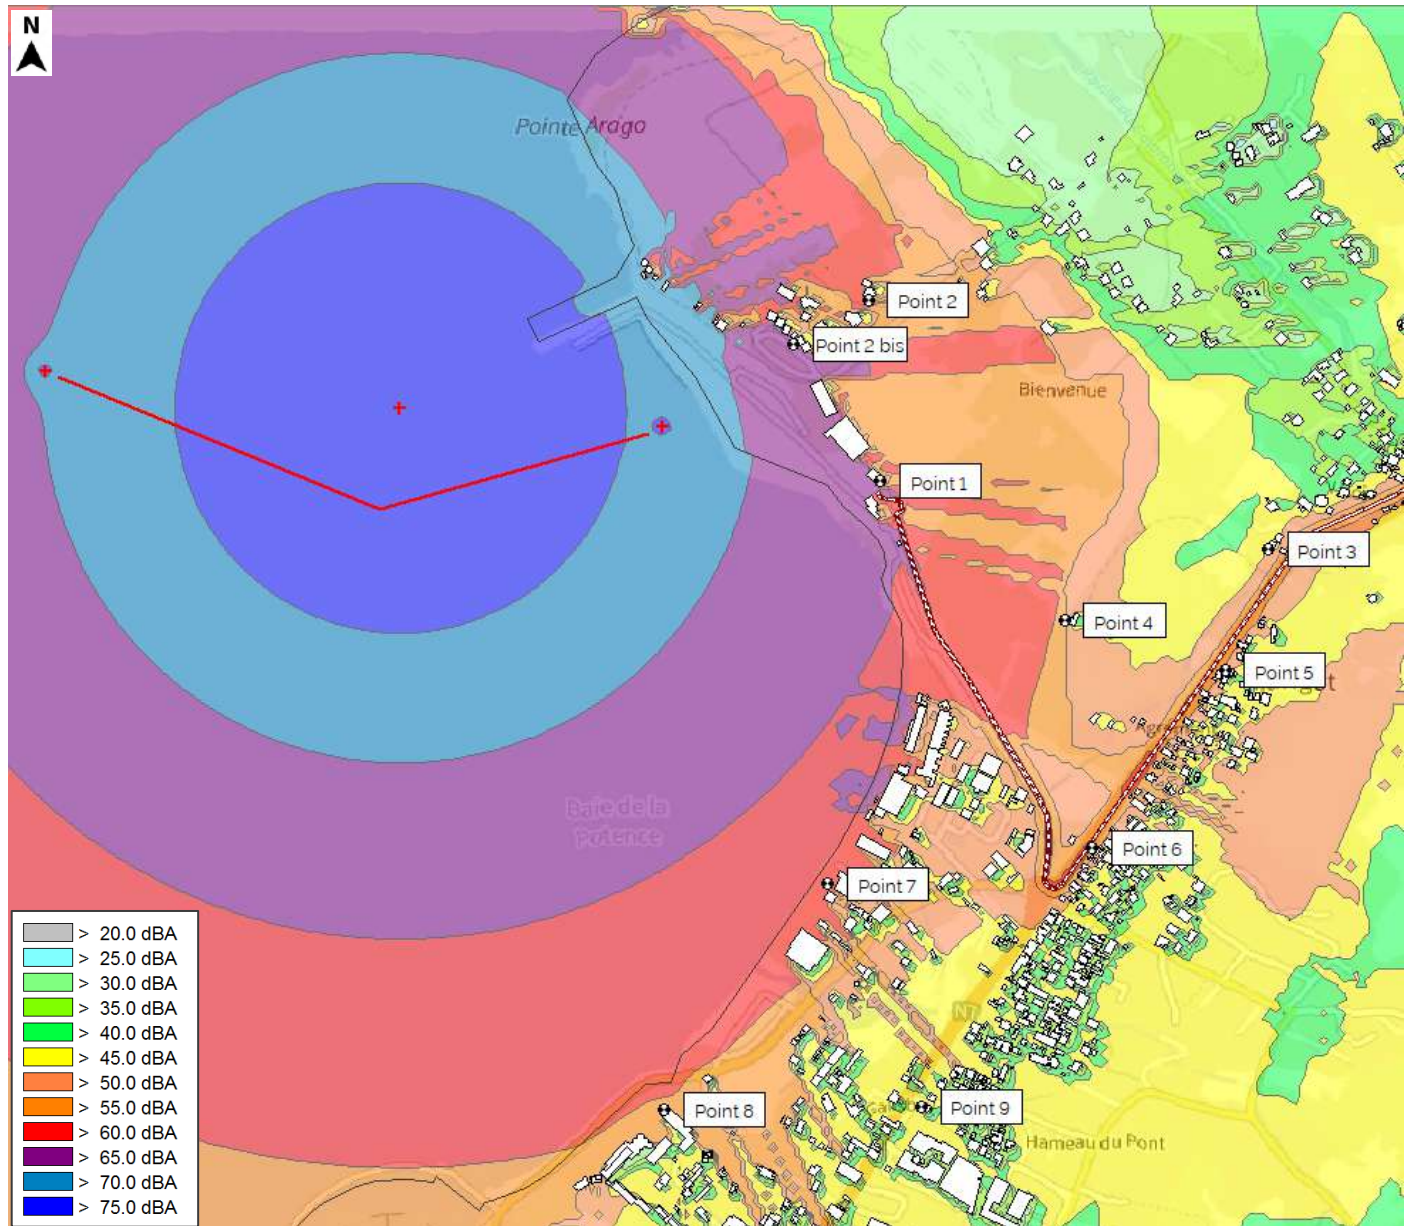 N
Pointe Arago
Point 2
Point 2 bis
Bienvenue
Point 1
Point 3
Point 4
Point 5
Baie de la
Potence
Point 6
Point 7
N7
Point 8
Point 9
Hameau du Pont
> 20.0 dBA
> 25.0 dBA
> 30.0 dBA
> 35.0 dBA
> 40.0 dBA
> 45.0 dBA
> 50.0 dBA
> 55.0 dBA
> 60.0 dBA
> 65.0 dBA
> 70.0 dBA
> 75.0 dBA